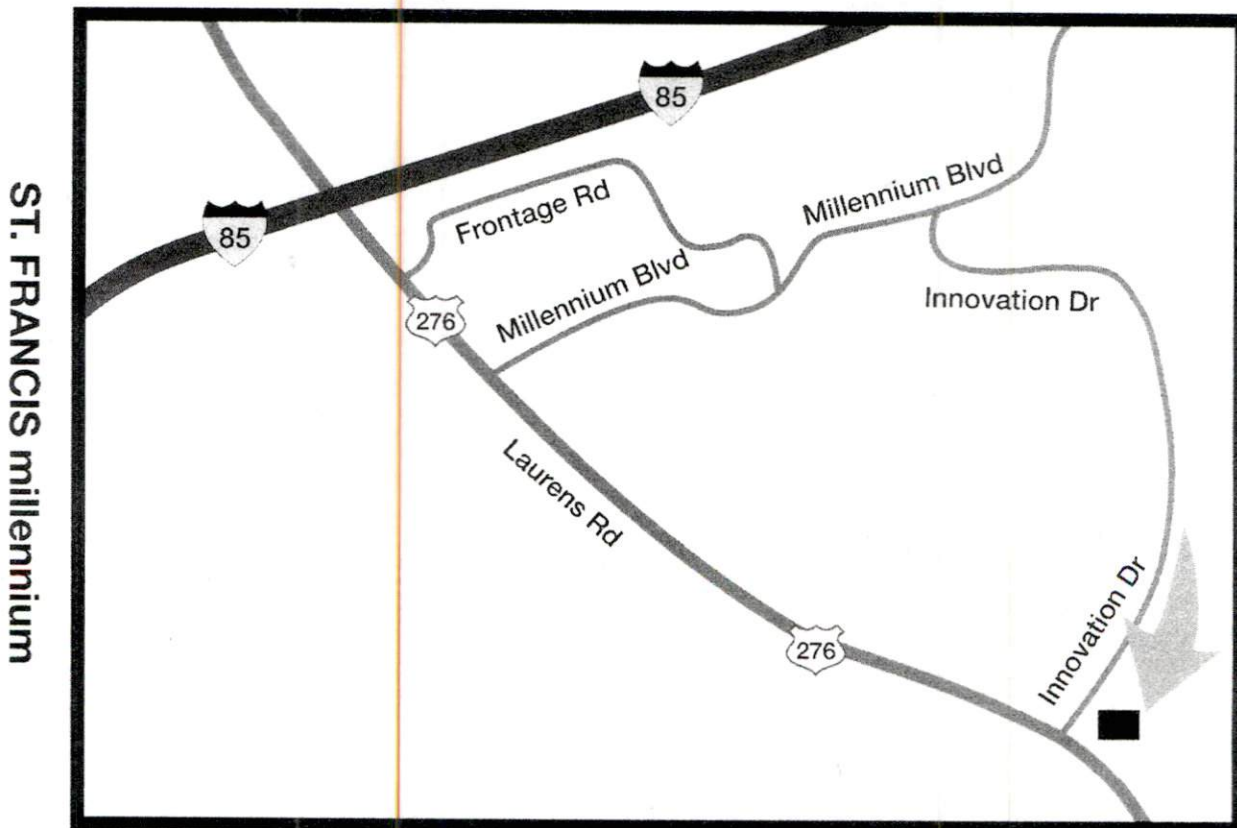 ST. FRANCIS millennium
85
85
Frontage Rd
Millennium Blvd
Millennium Blvd
Innovation Dr
276
Laurens Rd
276
Innovation Dr